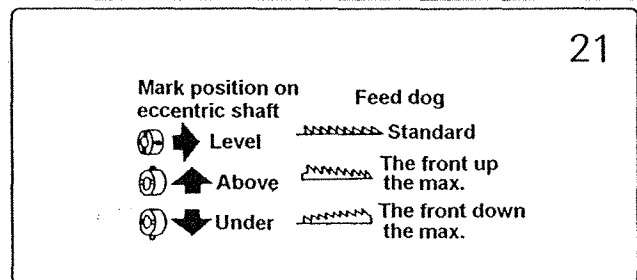 21
Mark position on
eccentric shaft
Feed dog
Level
Standard
Above
The front up
the max.
Under
The front down
the max.